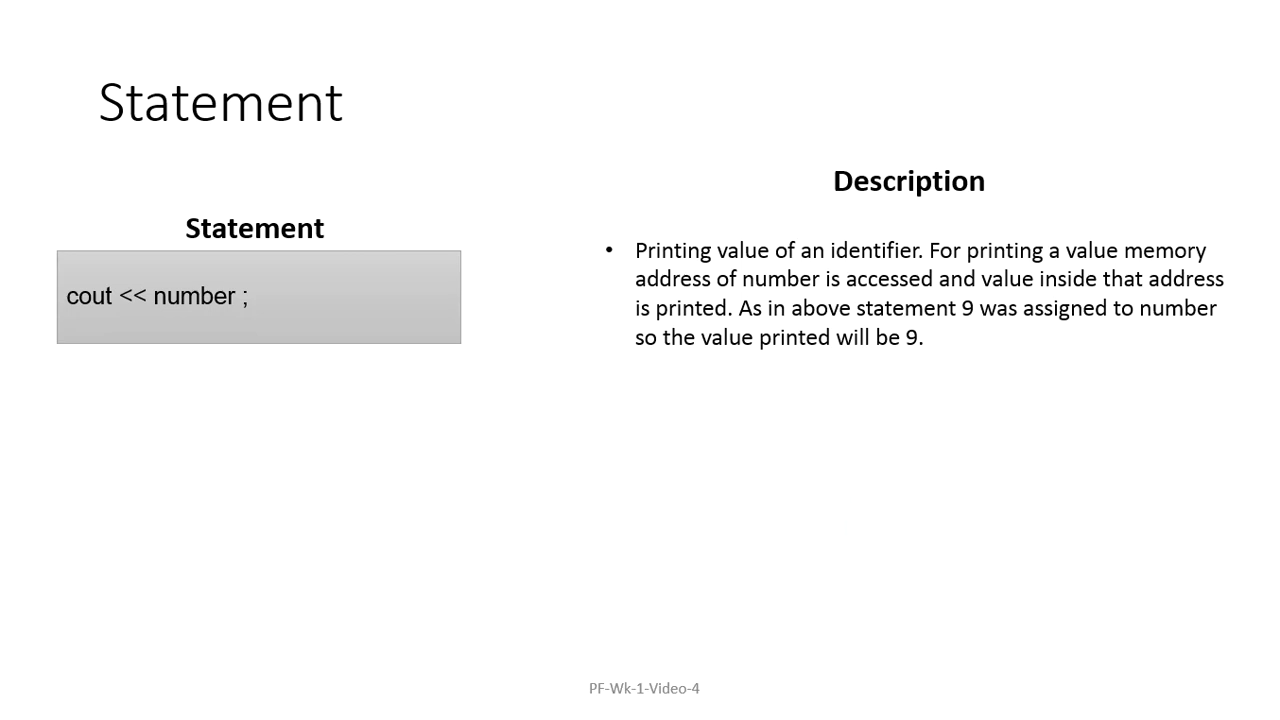 Statement
Statement
cout << number ;
Description
• Printing value of an identifier. For printing a value memory
address of number is accessed and value inside that address
is printed. As in above statement 9 was assigned to number
so the value printed will be 9.
PF-Wk-1-Video-4